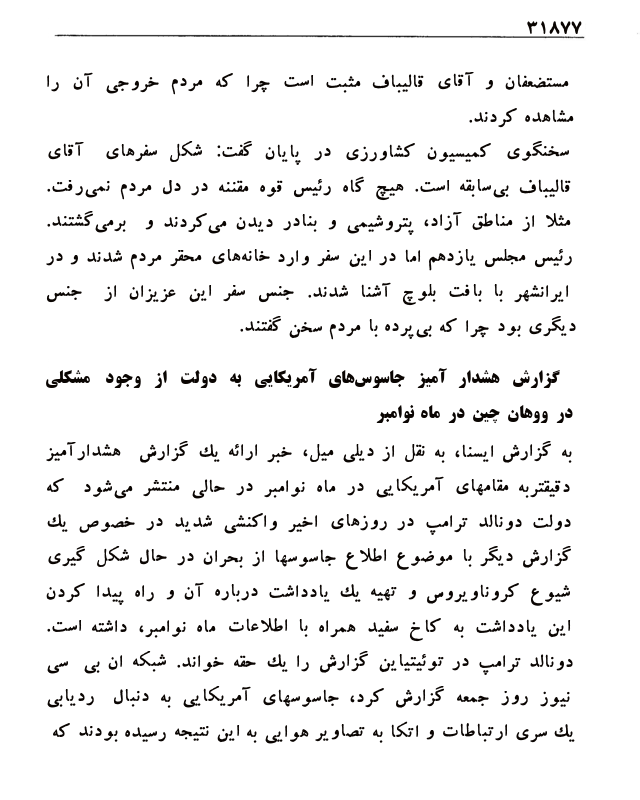 ۳۱۸۷۷
مستضعفان و آقای قالیباف مثبت است چرا که مردم خروجی آن را
مشاهده کردند.
سخنگوی کمیسیون کشاورزی در پایان گفت: شکل سفرهای آقای
قالیباف بی‌سابقه است. هیچ گاه رئیس قوه مقننه در دل مردم نمی‌رفت.
مثلا از مناطق آزاد، پتروشیمی و بنادر دیدن می‌کردند و برمی‌گشتند.
رئیس مجلس یازدهم اما در این سفر وارد خانه‌های محقر مردم شدند و در
ایرانشهر با بافت بلوچ آشنا شدند. جنس سفر این عزیزان از جنس
دیگری بود چرا که بی‌پرده با مردم سخن گفتند.
گزارش هشدار آمیز جاسوس‌های آمریکایی به دولت از وجود مشکلی
در ووهان چین در ماه نوامبر
به گزارش ایسنا، به نقل از دیلی میل، خبر ارائه یك گزارش هشدارآمیز
دقیقتربه مقامهای آمریکایی در ماه نوامبر در حالی منتشر می‌شود که
دولت دونالد ترامپ در روزهای اخیر واکنشی شدید در خصوص یك
گزارش دیگر با موضوع اطلاع جاسوسها از بحران در حال شکل گیری
شیوع کروناویروس و تهیه یك یادداشت درباره آن و راه پیدا کردن
این یادداشت به کاخ سفید همراه با اطلاعات ماه نوامبر، داشته است.
دونالد ترامپ در توئیتیاین گزارش را یك حقه خواند. شبکه ان بی سی
نیوز روز جمعه گزارش کرد، جاسوسهای آمریکایی به دنبال ردیابی
یك سری ارتباطات و اتکا به تصاویر هوایی به این نتیجه رسیده بودند که